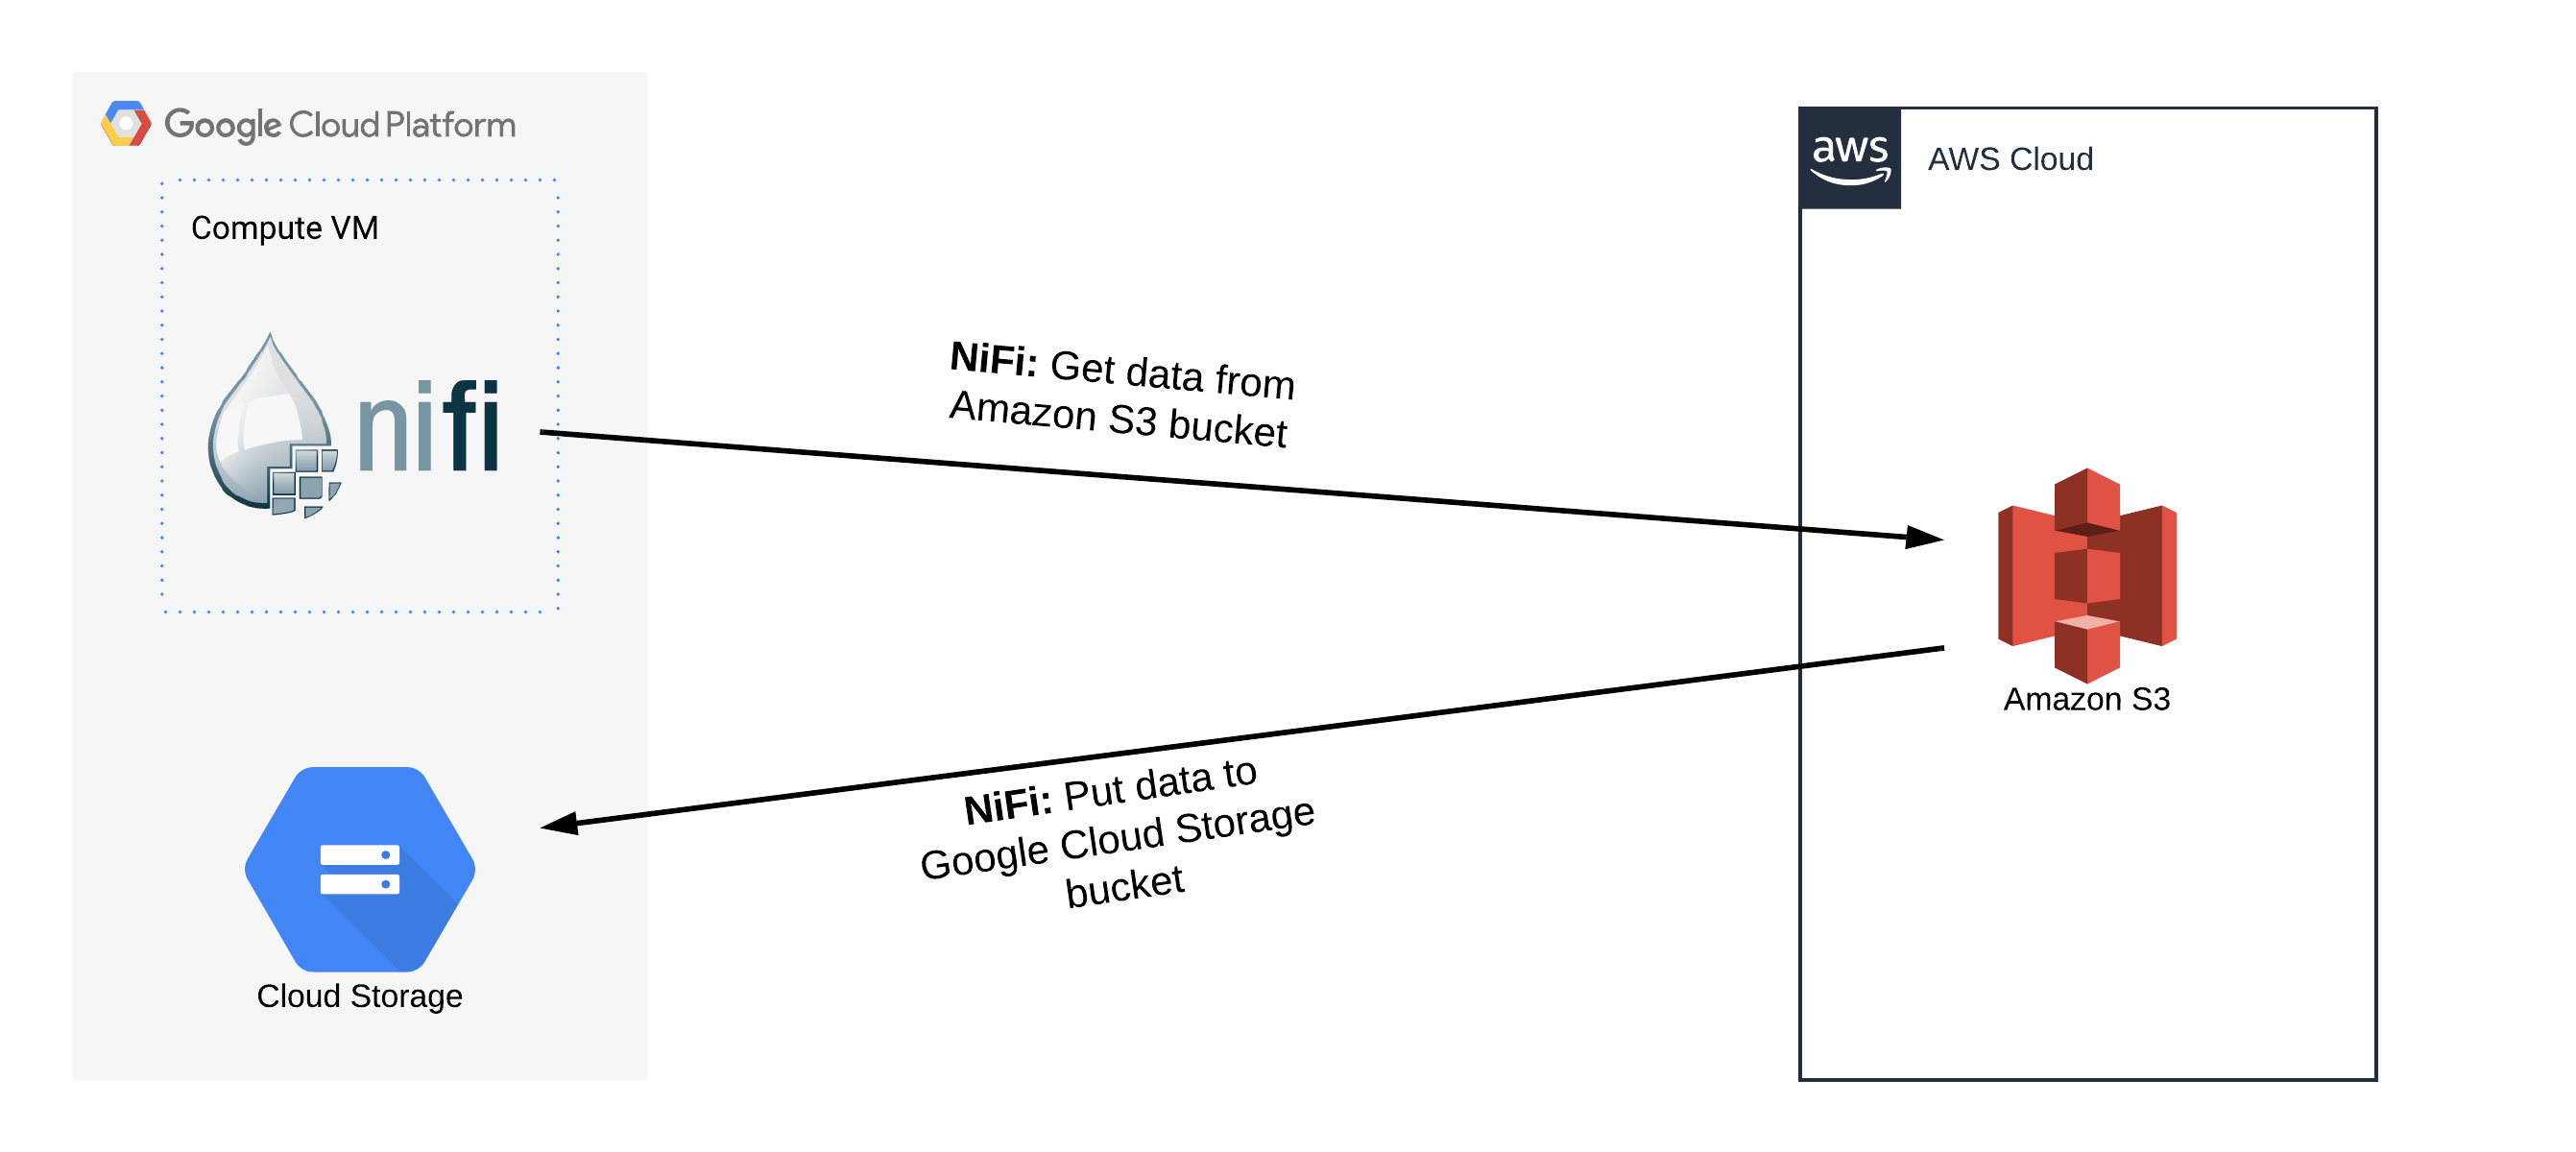 Google Cloud Platform
Compute VM
nifi
NiFi: Get data from
Amazon S3 bucket
NiFi: Put data to
Google Cloud Storage
bucket
Cloud Storage
aws
AWS Cloud
Amazon S3